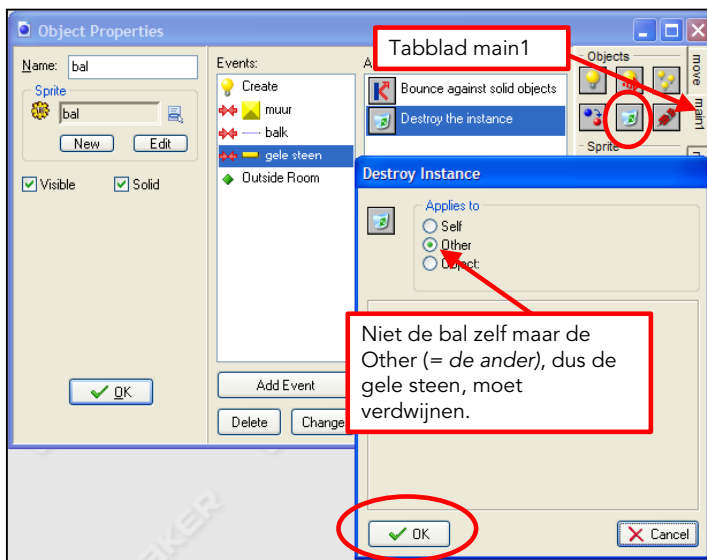 Object Properties
Name: bal
Sprite
bal
New Edit
Visible Solid
OK
Events:
Create
muur
balk
gele steen
Outside Room
Add Event
Delete Change
A
Bounce against solid objects
Destroy the instance
Tabblad main1
Objects
Sprite
move
main1
Destroy Instance
Applies to
Self
Other
Object:
Niet de bal zelf maar de
Other (= de ander), dus de
gele steen, moet
verdwijnen.
OK Cancel
AKER